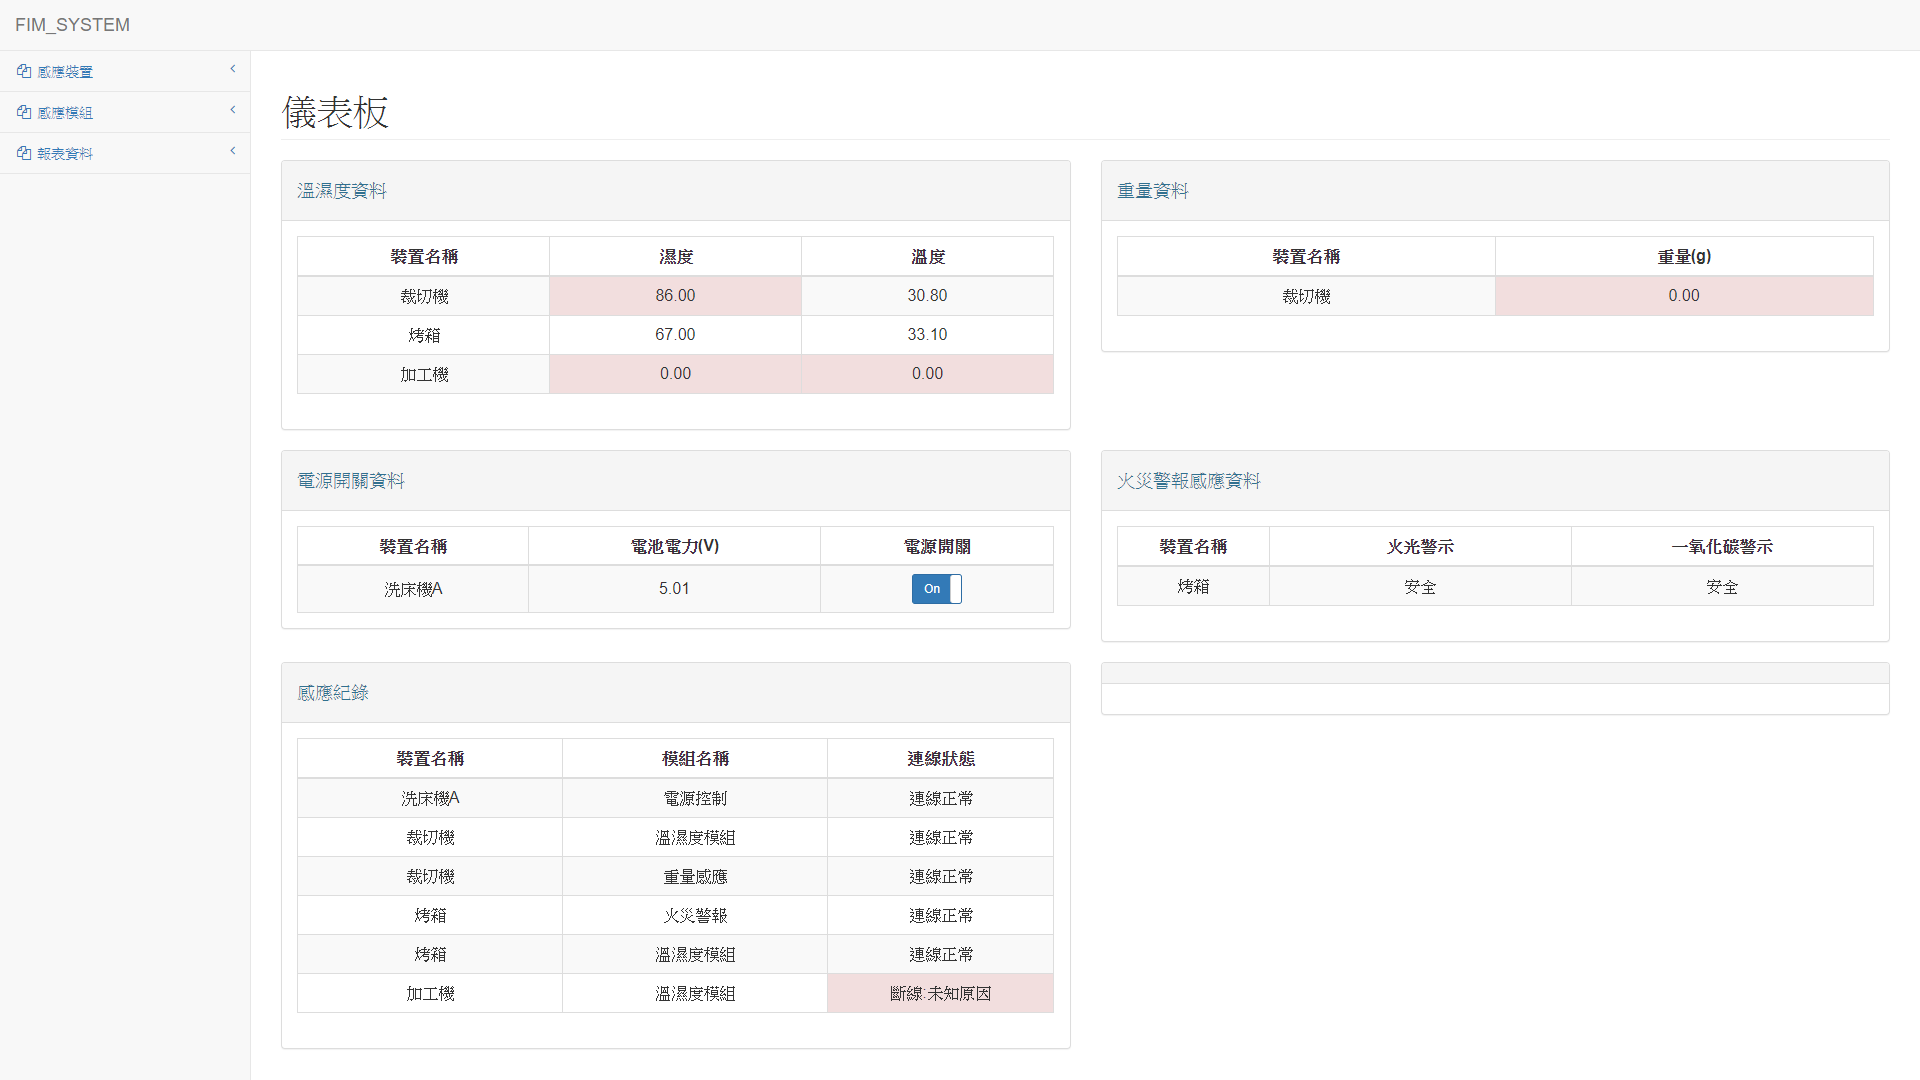 FIM_SYSTEM
感應裝置
感應模組
報表資料
儀表板
溫濕度資料
裝置名稱 濕度 溫度
裁切機 86.00 30.80
烤箱 67.00 33.10
加工機 0.00 0.00
重量資料
裝置名稱 重量(g)
裁切機 0.00
電源開關資料
裝置名稱 電池電力(V) 電源開關
洗床機A 5.01 On
火災警報感應資料
裝置名稱 火光警示 一氧化碳警示
烤箱 安全 安全
感應紀錄
裝置名稱 模組名稱 連線狀態
洗床機A 電源控制 連線正常
裁切機 溫濕度模組 連線正常
裁切機 重量感應 連線正常
烤箱 火災警報 連線正常
烤箱 溫濕度模組 連線正常
加工機 溫濕度模組 斷線:未知原因